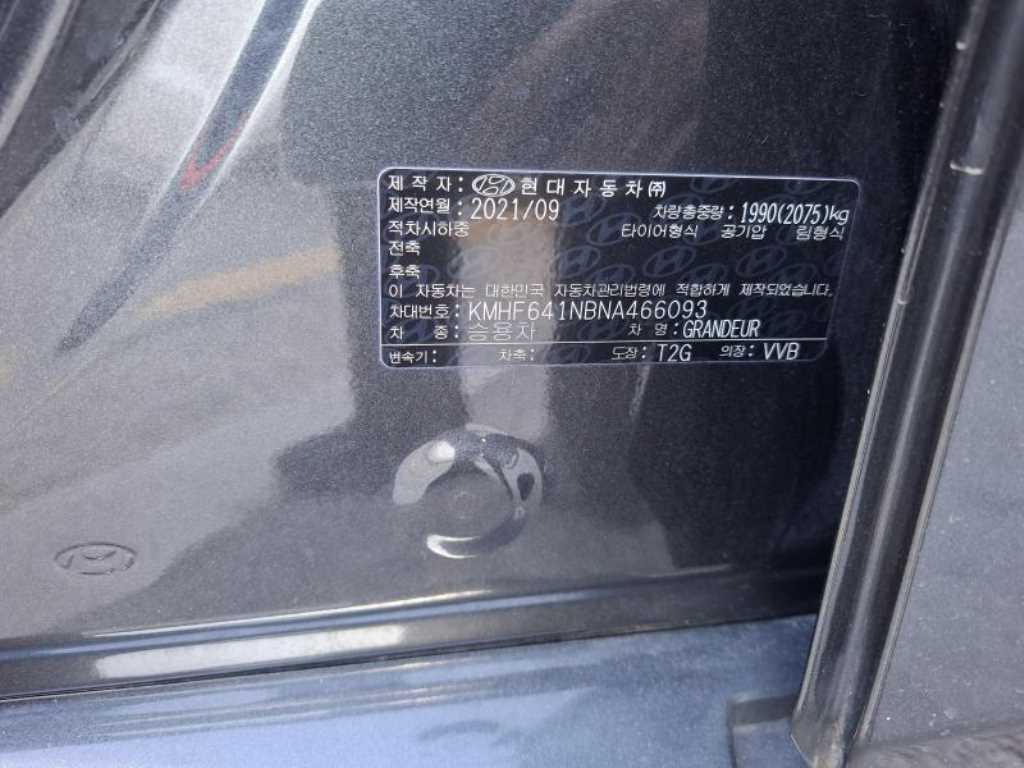 제 작 자 : 현대자동차㈜
제작연월 : 2021/09 차량총중량 : 1990(2075)kg
적차시하중 타이어형식 공기압 림형식
전축
후축
이 자동차는 대한민국 자동차관리법령에 적합하게 제작되었습니다.
차대번호 : KMHF641NBNA466093
차 종 : 승용차 차 명 : GRANDEUR
변속기 : 차축 : 도장 : T2G 의장 : VVB